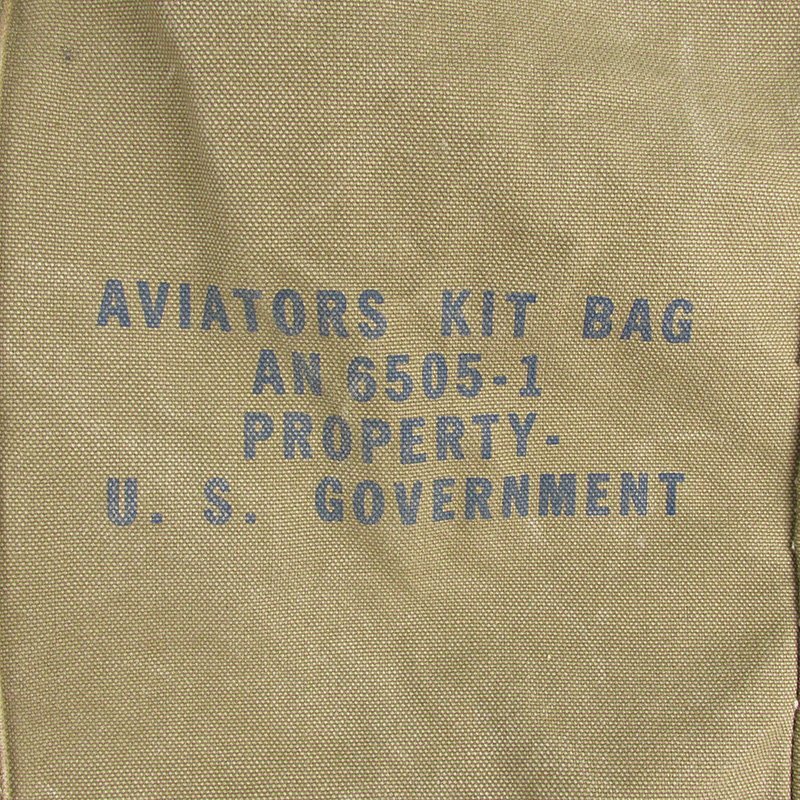 AVIATORS KIT BAG
AN 6505-1
PROPERTY-
U. S. GOVERNMENT